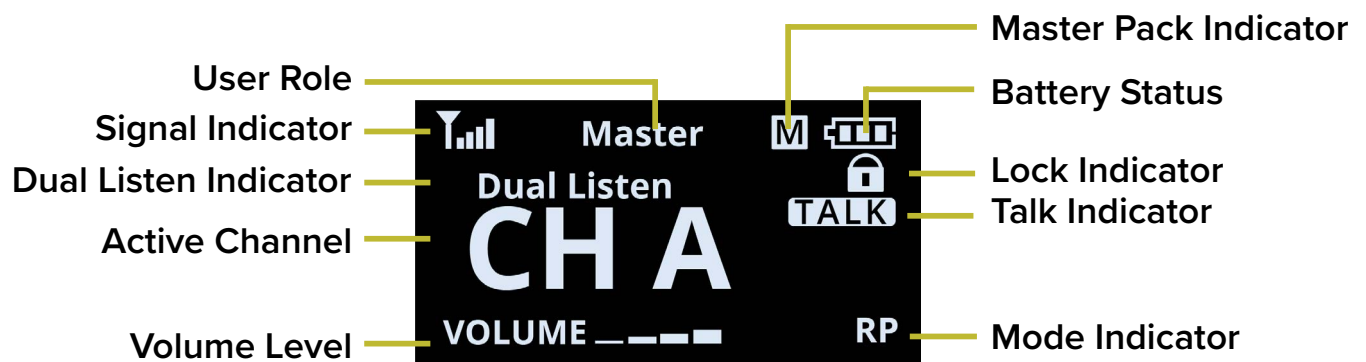 Master Pack Indicator
User Role
Battery Status
Signal Indicator
Master
M
Dual Listen Indicator
Dual Listen
Lock Indicator
TALK
Talk Indicator
Active Channel
CH A
Volume Level
VOLUME
RP
Mode Indicator